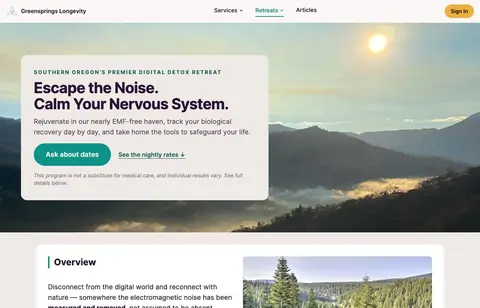 Greensprings Longevity
Services
Retreats
Articles
Sign In
SOUTHERN OREGON'S PREMIER DIGITAL DETOX RETREAT
Escape the Noise.
Calm Your Nervous System.
Rejuvenate in our nearly EMF-free haven, track your biological
recovery day by day, and take home the tools to safeguard your life.
Ask about dates
See the nightly rates ↓
This program is not a substitute for medical care, and individual results vary. See full
details below.
Overview
Disconnect from the digital world and reconnect with
nature — somewhere the electromagnetic noise has been
measured and removed, not assumed to be absent.